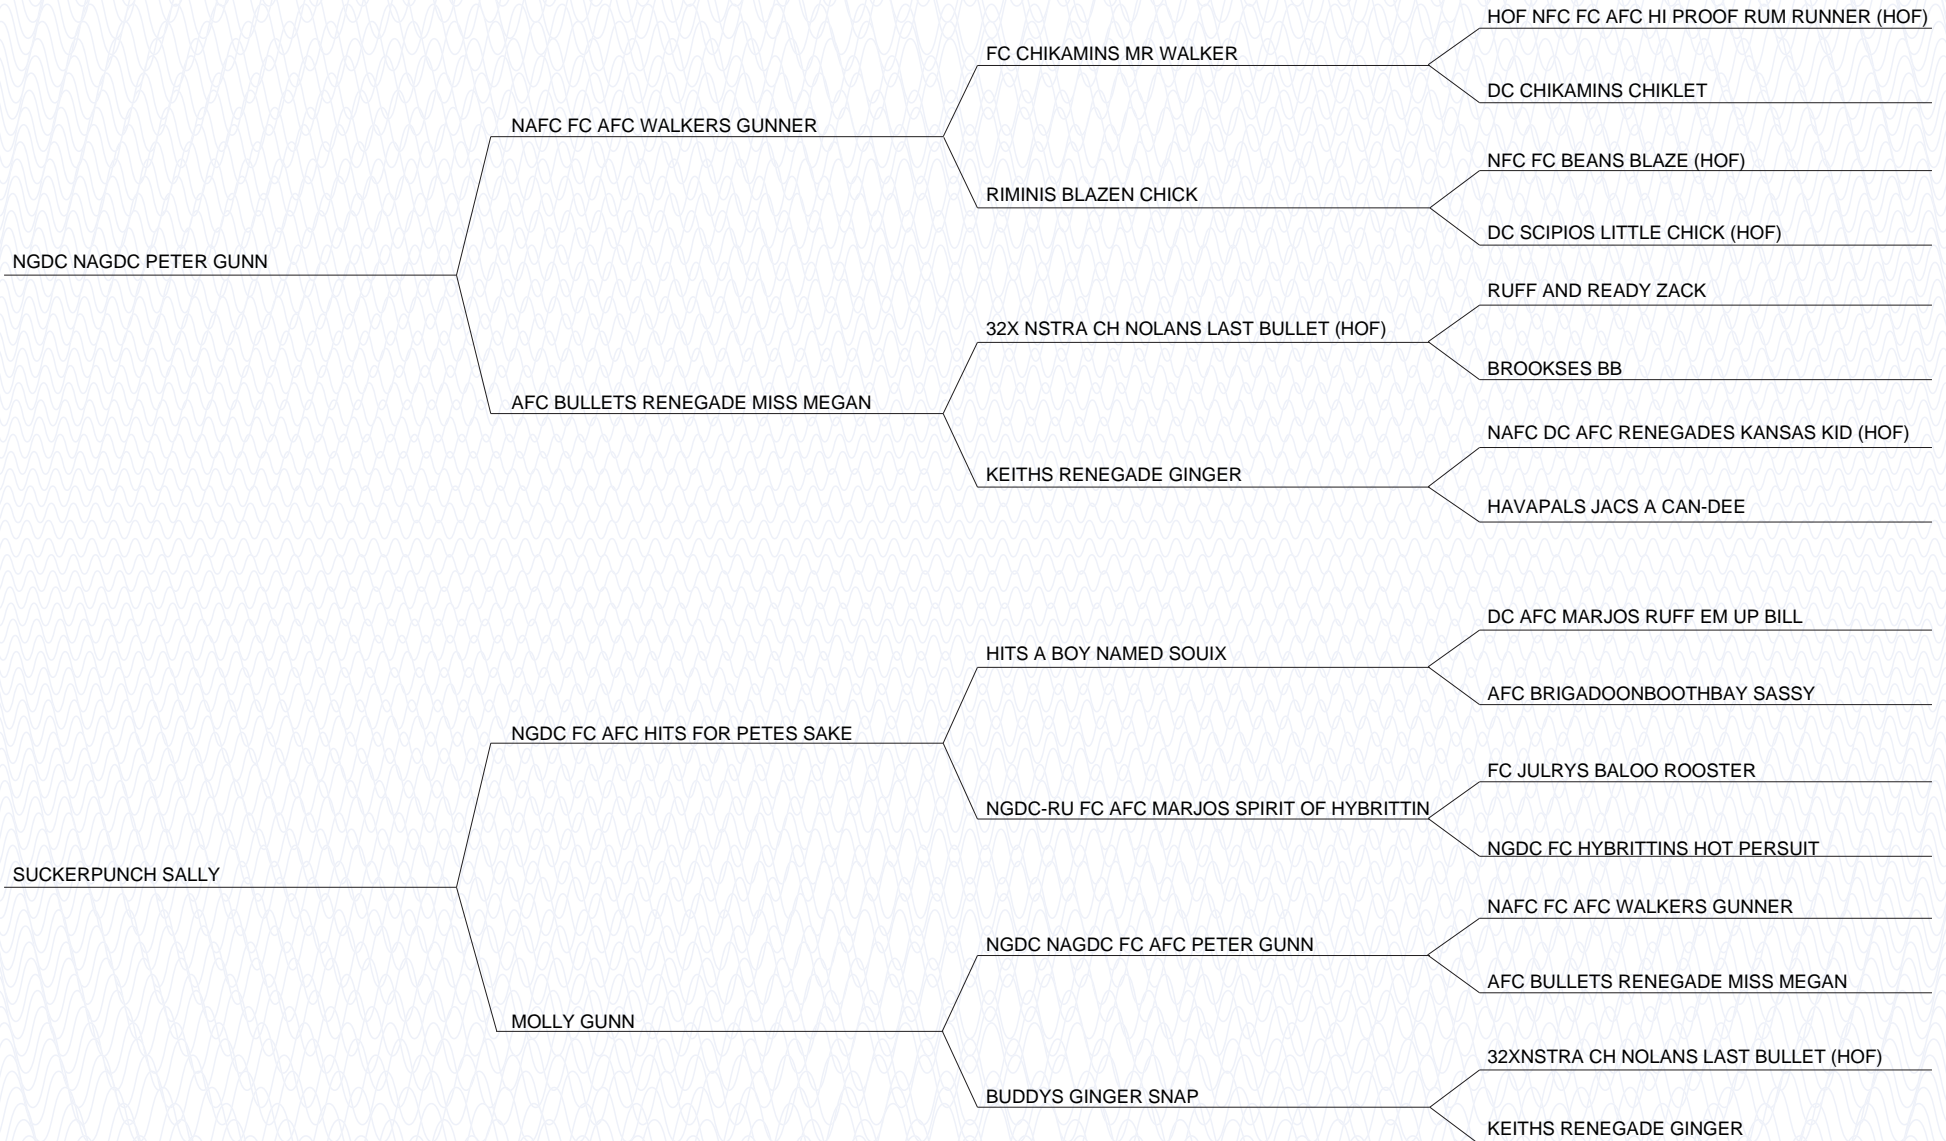 HOF NFC FC AFC HI PROOF RUM RUNNER (HOF)
FC CHIKAMINS MR WALKER
DC CHIKAMINS CHIKLET
NAFC FC AFC WALKERS GUNNER
NFC FC BEANS BLAZE (HOF)
RIMINIS BLAZEN CHICK
DC SCIPIOS LITTLE CHICK (HOF)
NGDC NAGDC PETER GUNN
RUFF AND READY ZACK
32X NSTRA CH NOLANS LAST BULLET (HOF)
BROOKSES BB
AFC BULLETS RENEGADE MISS MEGAN
NAFC DC AFC RENEGADES KANSAS KID (HOF)
KEITHS RENEGADE GINGER
HAVAPALS JACS A CAN-DEE
DC AFC MARJOS RUFF EM UP BILL
HITS A BOY NAMED SOUIX
AFC BRIGADOONBOOTHBAY SASSY
NGDC FC AFC HITS FOR PETES SAKE
FC JULRYS BALOO ROOSTER
NGDC-RU FC AFC MARJOS SPIRIT OF HYBRITTIN
NGDC FC HYBRITTINS HOT PERSUIT
SUCKERPUNCH SALLY
NAFC FC AFC WALKERS GUNNER
NGDC NAGDC FC AFC PETER GUNN
AFC BULLETS RENEGADE MISS MEGAN
MOLLY GUNN
32XNSTRA CH NOLANS LAST BULLET (HOF)
BUDDYS GINGER SNAP
KEITHS RENEGADE GINGER